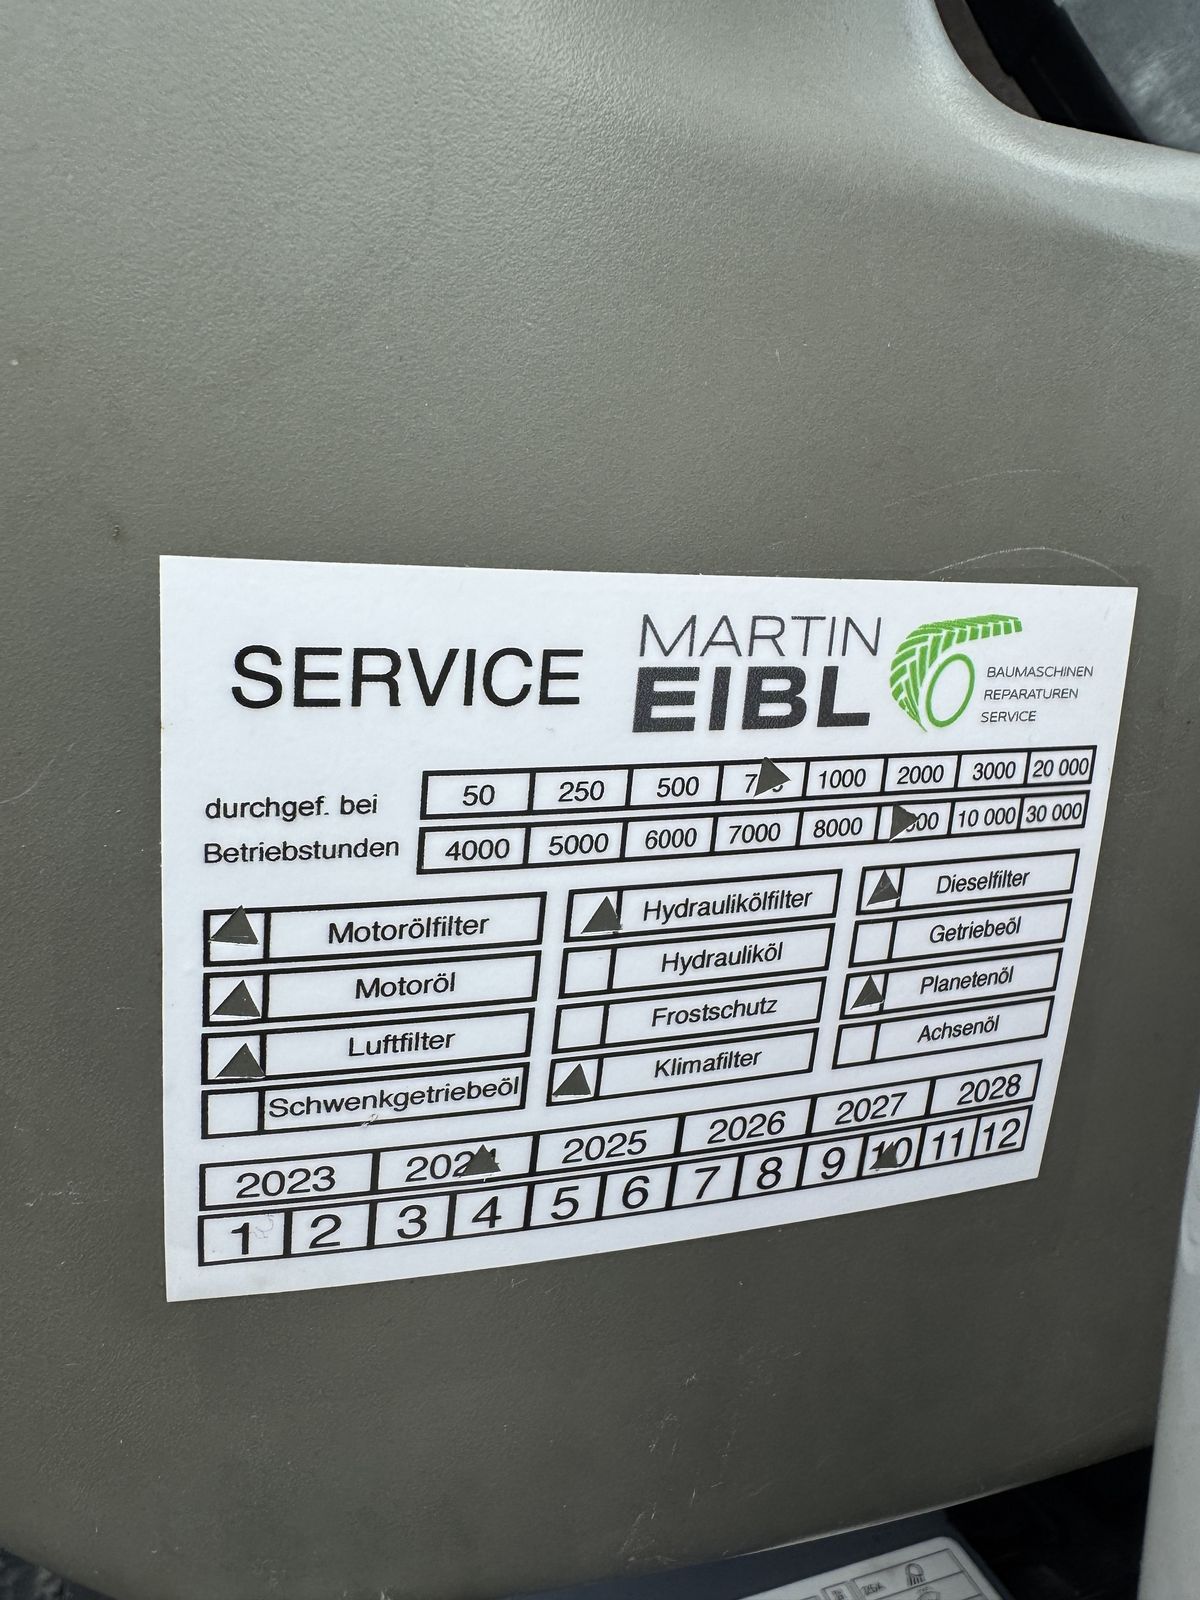 SERVICE
MARTIN
EIBL
BAUMASCHINEN
REPARATUREN
SERVICE
durchgef. bei
Betriebstunden
50 250 500 1000 2000 3000 20 000
4000 5000 6000 7000 8000 10 000 30 000
Motorölfilter
Motoröl
Luftfilter
Schwenkgetriebeöl
Hydraulikölfilter
Hydrauliköl
Frostschutz
Klimafilter
Dieselfilter
Getriebeöl
Planetenöl
Achsenöl
2023 2024 2025 2026 2027 2028
1 2 3 4 5 6 7 8 9 10 11 12